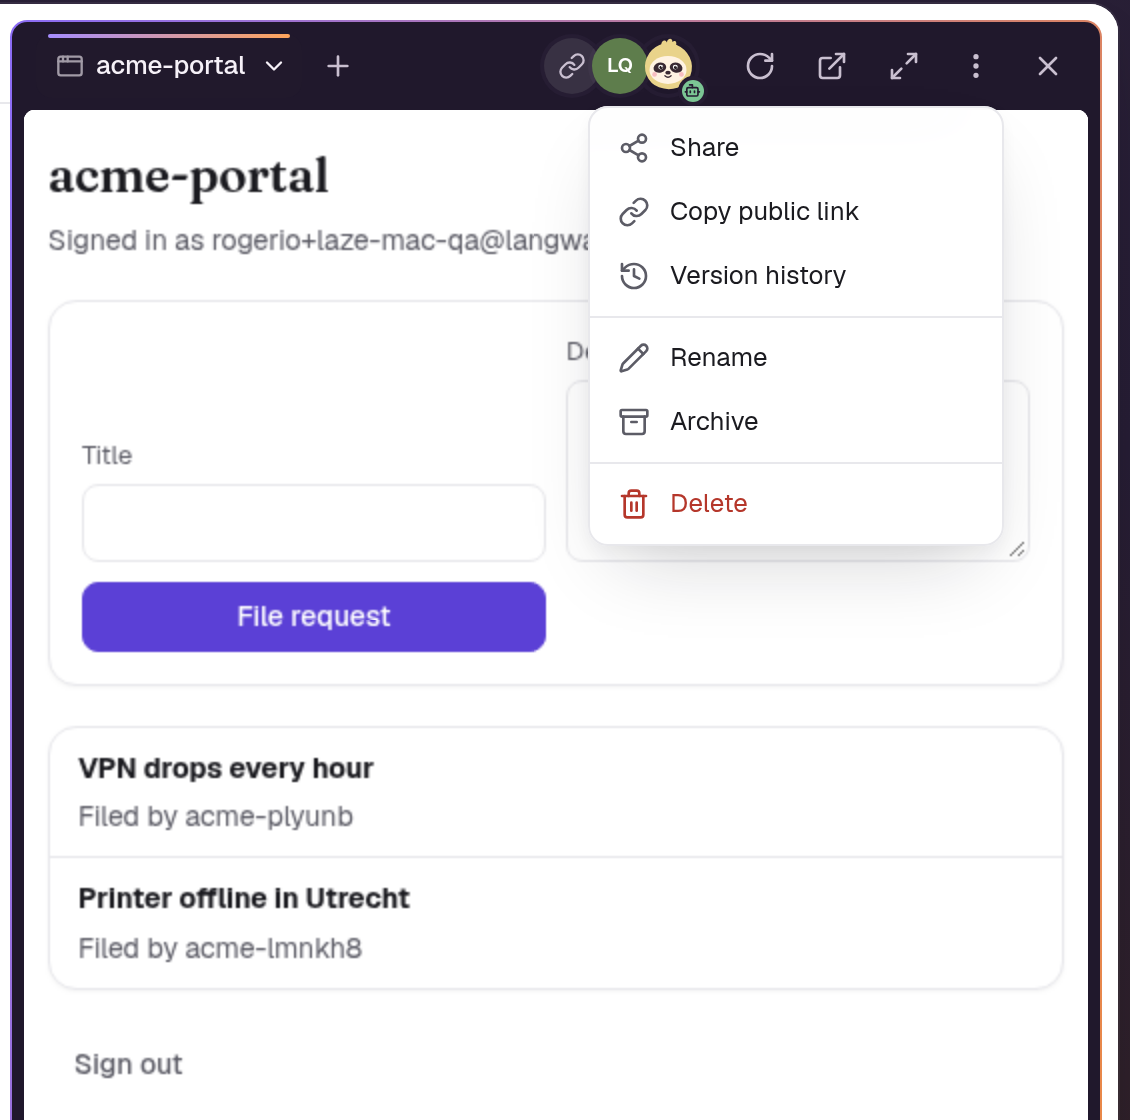 acme-portal
LQ
Share
Copy public link
Version history
Rename
Archive
Delete
acme-portal
Signed in as rogerio+laze-mac-qa@langwa
Title
File request
VPN drops every hour
Filed by acme-plyunb
Printer offline in Utrecht
Filed by acme-lmnkh8
Sign out